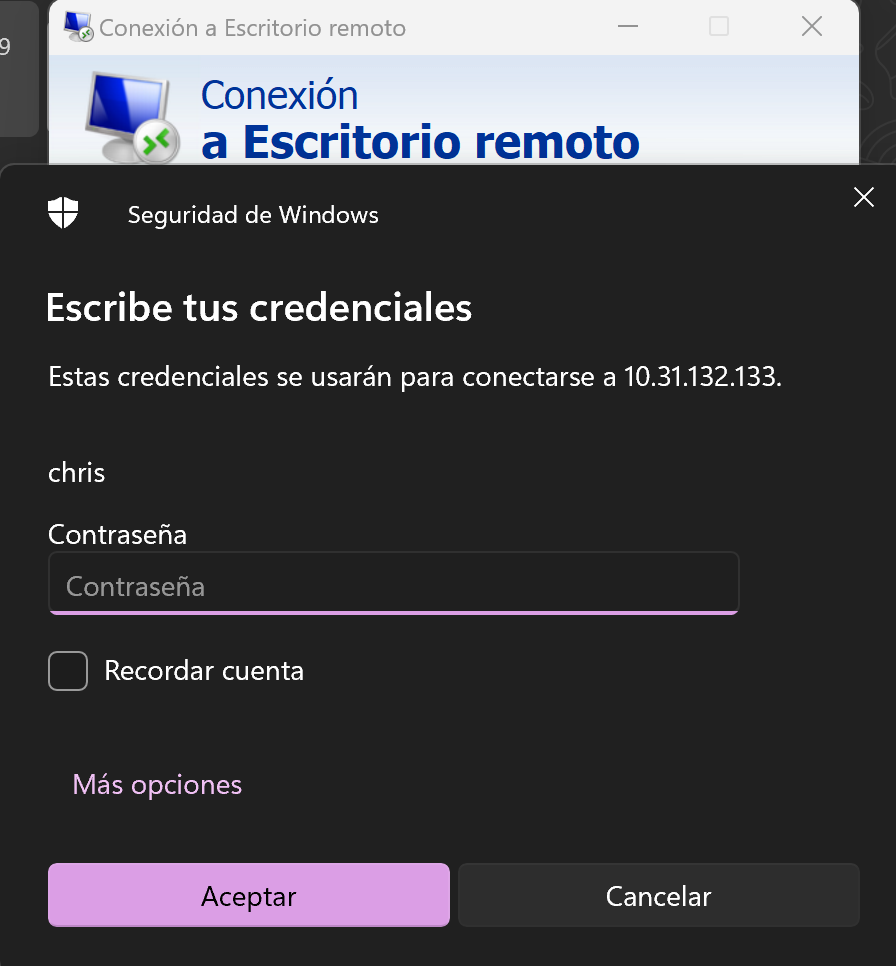 Conexión a Escritorio remoto
9
Conexión
a Escritorio remoto
Seguridad de Windows
Escribe tus credenciales
Estas credenciales se usarán para conectarse a 10.31.132.133.
chris
Contraseña
Contraseña
Recordar cuenta
Más opciones
Aceptar
Cancelar